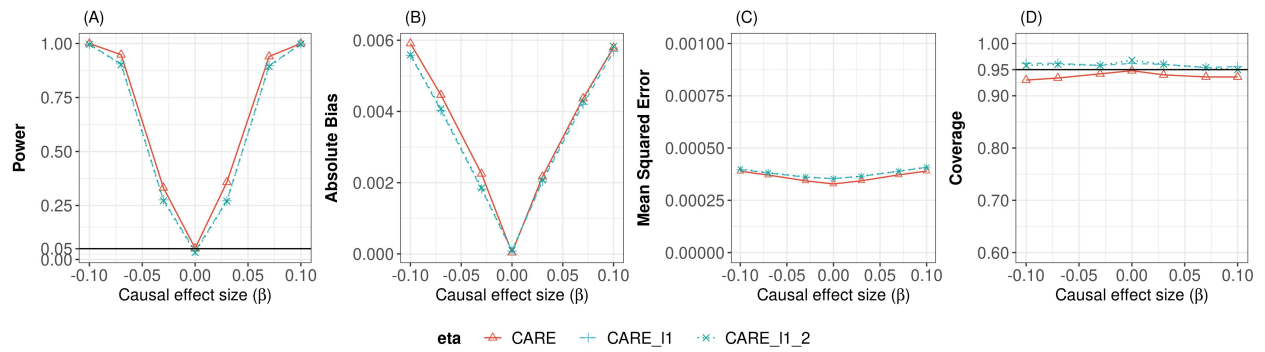 (A)
Power
1.00
0.75
0.50
0.25
0.05
0.00
-0.10 -0.05 0.00 0.05 0.10
Causal effect size (β)
(B)
Absolute Bias
0.006
0.004
0.002
0.000
-0.10 -0.05 0.00 0.05 0.10
Causal effect size (β)
(C)
Mean Squared Error
0.00100
0.00075
0.00050
0.00025
0.00000
-0.10 -0.05 0.00 0.05 0.10
Causal effect size (β)
(D)
Coverage
1.00
0.95
0.90
0.80
0.70
0.60
-0.10 -0.05 0.00 0.05 0.10
Causal effect size (β)
eta CARE CARE_l1 CARE_l1_2